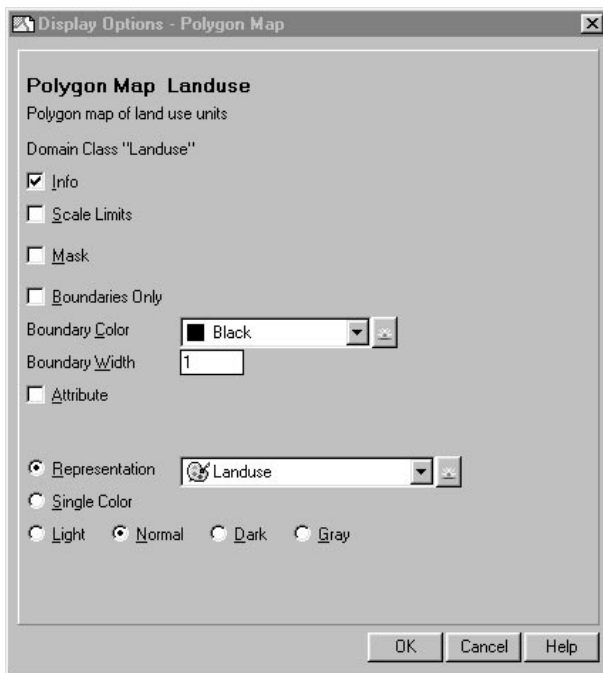 Display Options - Polygon Map
Polygon Map Landuse
Polygon map of land use units
Domain Class "Landuse"
Info
Scale Limits
Mask
Boundaries Only
Boundary Color Black
Boundary Width 1
Attribute
Representation Landuse
Single Color
Light Normal Dark Gray
OK Cancel Help